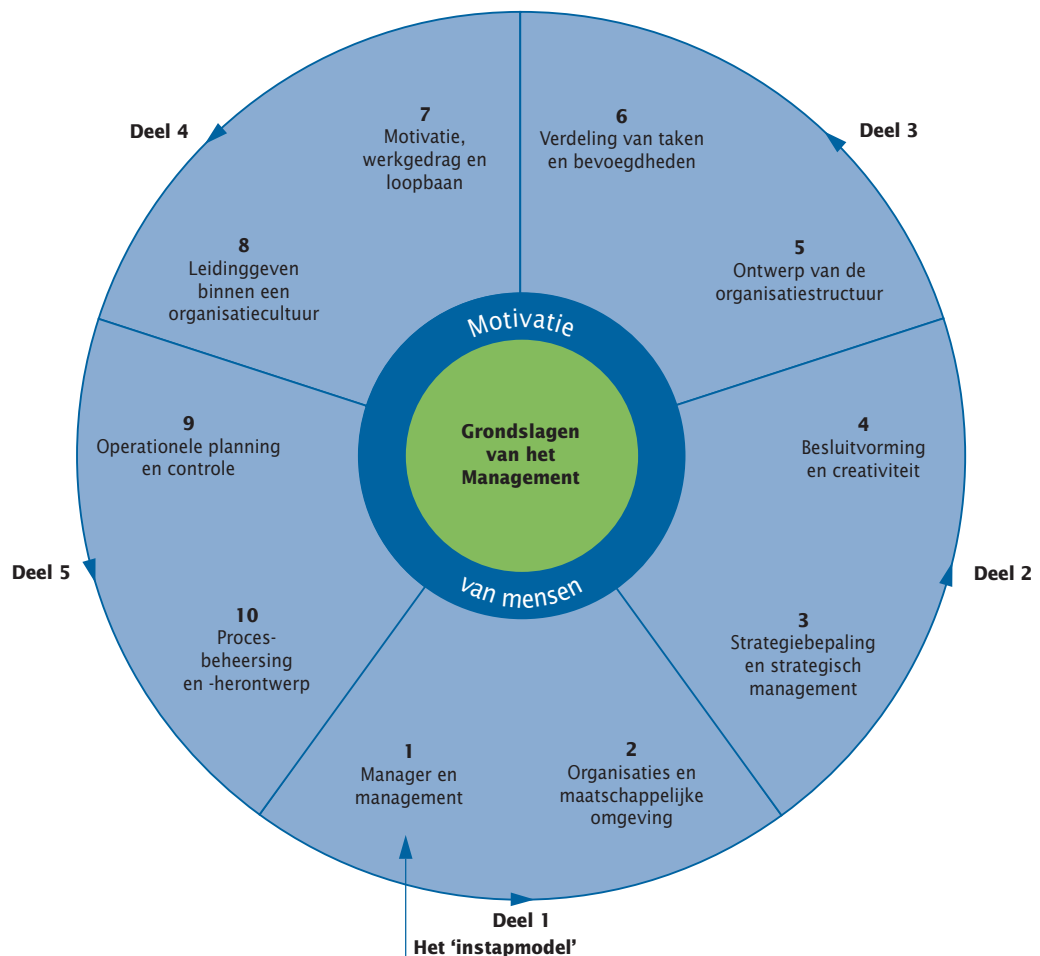 Deel 4
7
Motivatie,
werkgedrag en
loopbaan
6
Verdeling van taken
en bevoegdheden
Deel 3
8
Leidinggeven
binnen een
organisatiecultuur
5
Ontwerp van de
organisatiestructuur
Motivatie
van mensen
Grondslagen
van het
Management
9
Operationele planning
en controle
4
Besluitvorming
en creativiteit
Deel 5
Deel 2
10
Proces-
beheersing
en -herontwerp
3
Strategiebepaling
en strategisch
management
1
Manager en
management
2
Organisaties en
maatschappelijke
omgeving
Deel 1
Het ‘instapmodel’